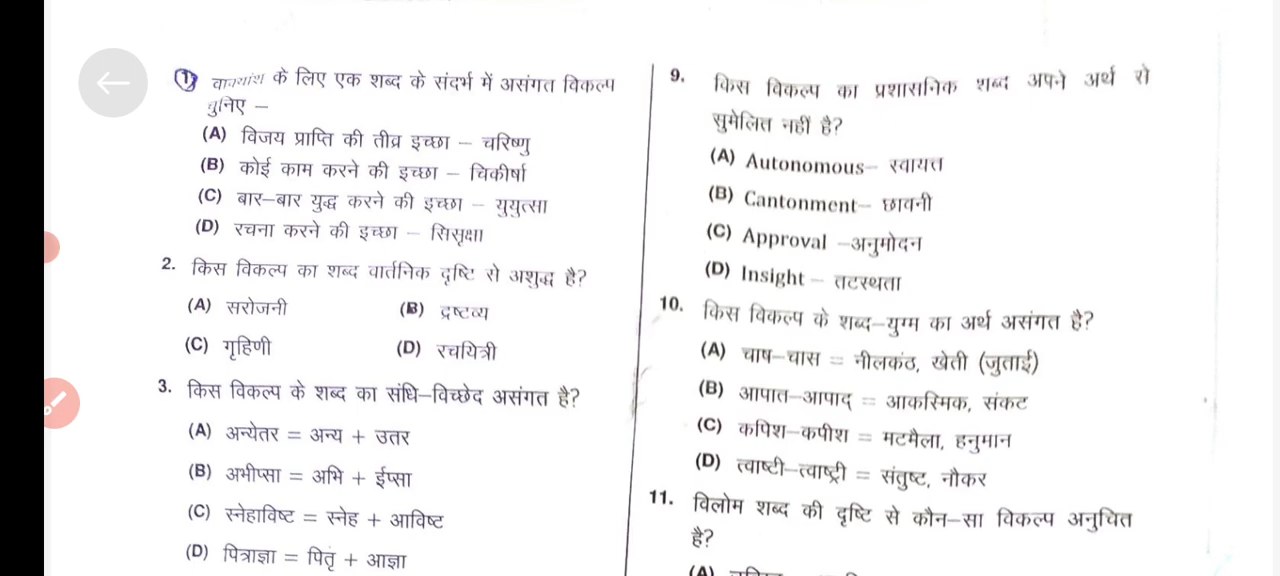 1 वाक्यांश के लिए एक शब्द के संदर्भ में असंगत विकल्प
चुनिए –
(A) विजय प्राप्ति की तीव्र इच्छा – चरिष्णु
(B) कोई काम करने की इच्छा – चिकीर्षा
(C) बार–बार युद्ध करने की इच्छा – युयुत्सा
(D) रचना करने की इच्छा – सिसृक्षा
2. किस विकल्प का शब्द वार्तनिक दृष्टि से अशुद्ध है?
(A) सरोजनी (B) द्रष्टव्य
(C) गृहिणी (D) रचयित्री
3. किस विकल्प के शब्द का संधि–विच्छेद असंगत है?
(A) अन्येतर = अन्य + उतर
(B) अभीप्सा = अभि + ईप्सा
(C) स्नेहाविष्ट = स्नेह + आविष्ट
(D) पित्राज्ञा = पितृ + आज्ञा
9. किस विकल्प का प्रशासनिक शब्द अपने अर्थ से
सुमेलित नहीं है?
(A) Autonomous– स्वायत्त
(B) Cantonment– छावनी
(C) Approval –अनुमोदन
(D) Insight – तटस्थता
10. किस विकल्प के शब्द–युग्म का अर्थ असंगत है?
(A) चाष–चास = नीलकंठ, खेती (जुताई)
(B) आपात–आपाद् = आकस्मिक, संकट
(C) कपिश–कपीश = मटमैला, हनुमान
(D) त्वाष्टी–त्वाष्ट्री = संतुष्ट, नौकर
11. विलोम शब्द की दृष्टि से कौन–सा विकल्प अनुचित
है?
(A)